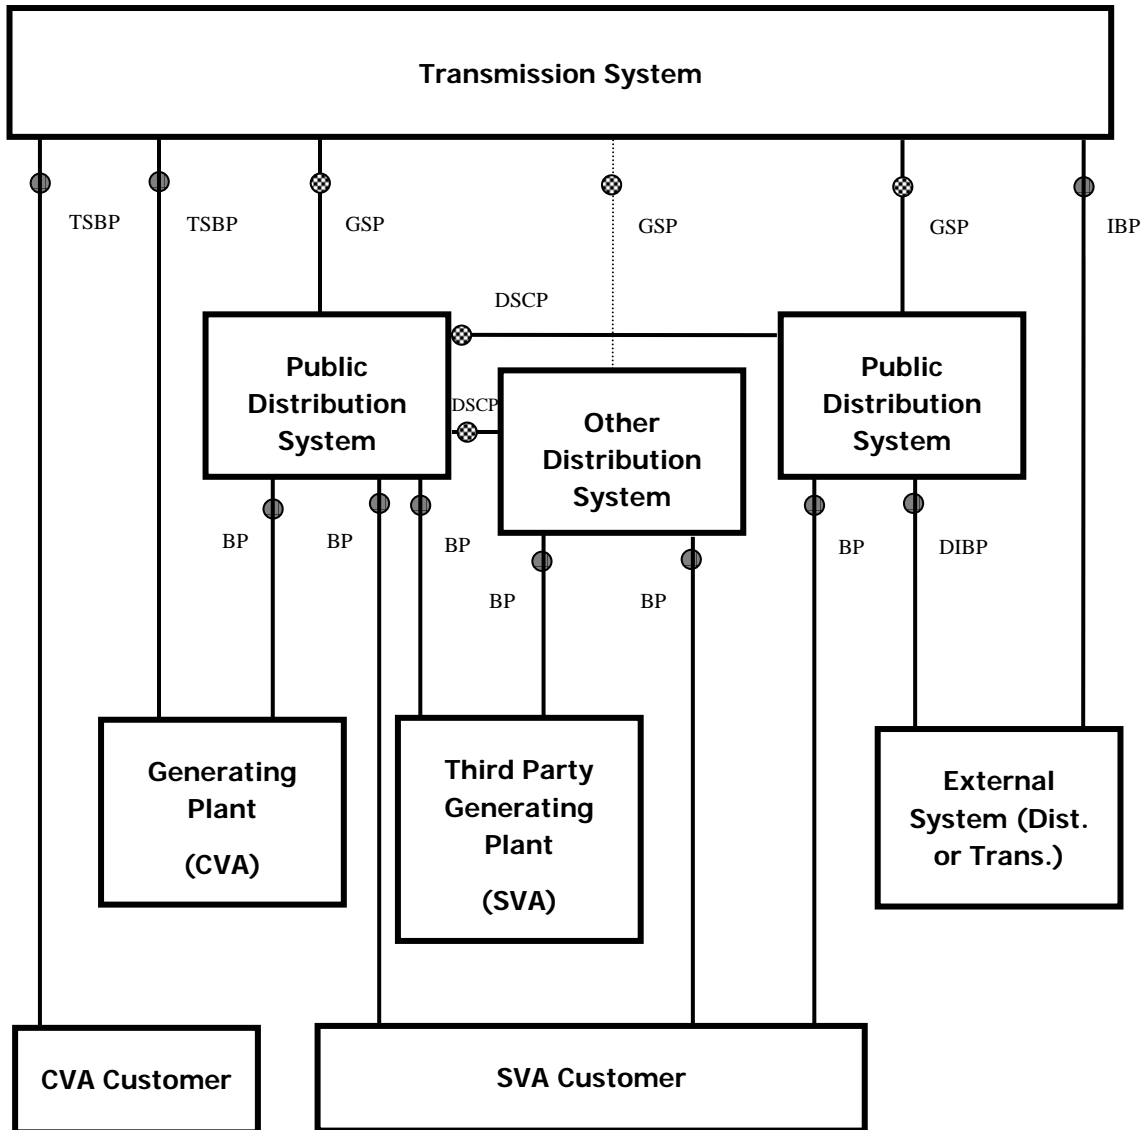 Transmission System
TSBP
TSBP
GSP
GSP
GSP
IBP
DSCP
Public
Distribution
System
DSCP
Other
Distribution
System
Public
Distribution
System
BP
BP
BP
BP
BP
BP
DIBP
Generating
Plant
(CVA)
Third Party
Generating
Plant
(SVA)
External
System (Dist.
or Trans.)
CVA Customer
SVA Customer